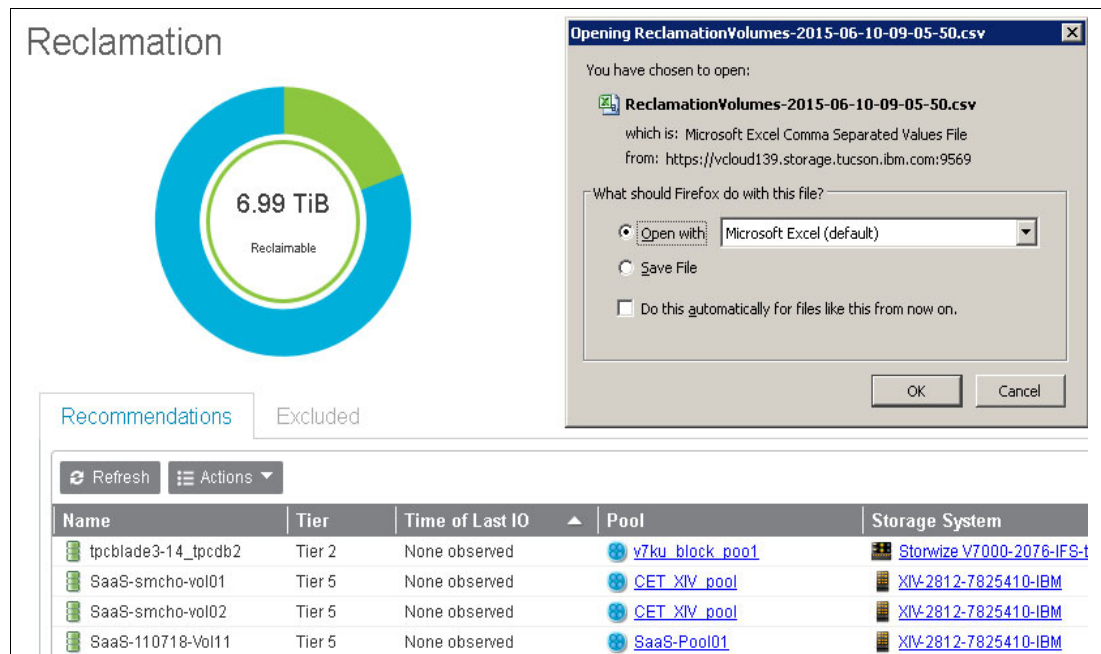 Reclamation
6.99 TiB
Reclaimable
Opening ReclamationVolumes-2015-06-10-09-05-50.csv
You have chosen to open:
ReclamationVolumes-2015-06-10-09-05-50.csv
which is: Microsoft Excel Comma Separated Values File
from: https://vcloud139.storage.tucson.ibm.com:9569
What should Firefox do with this file?
Open with Microsoft Excel (default)
Save File
Do this automatically for files like this from now on.
OK Cancel
Recommendations Excluded
Refresh Actions
Name Tier Time of Last IO Pool Storage System
tpcblade3-14_tpcdb2 Tier 2 None observed v7ku_block_poo1 Storwize V7000-2076-IFS-t
SaaS-smcho-vol01 Tier 5 None observed CET_XIV_pool XIV-2812-7825410-IBM
SaaS-smcho-vol02 Tier 5 None observed CET_XIV_pool XIV-2812-7825410-IBM
SaaS-110718-Vol11 Tier 5 None observed SaaS-Pool01 XIV-2812-7825410-IBM